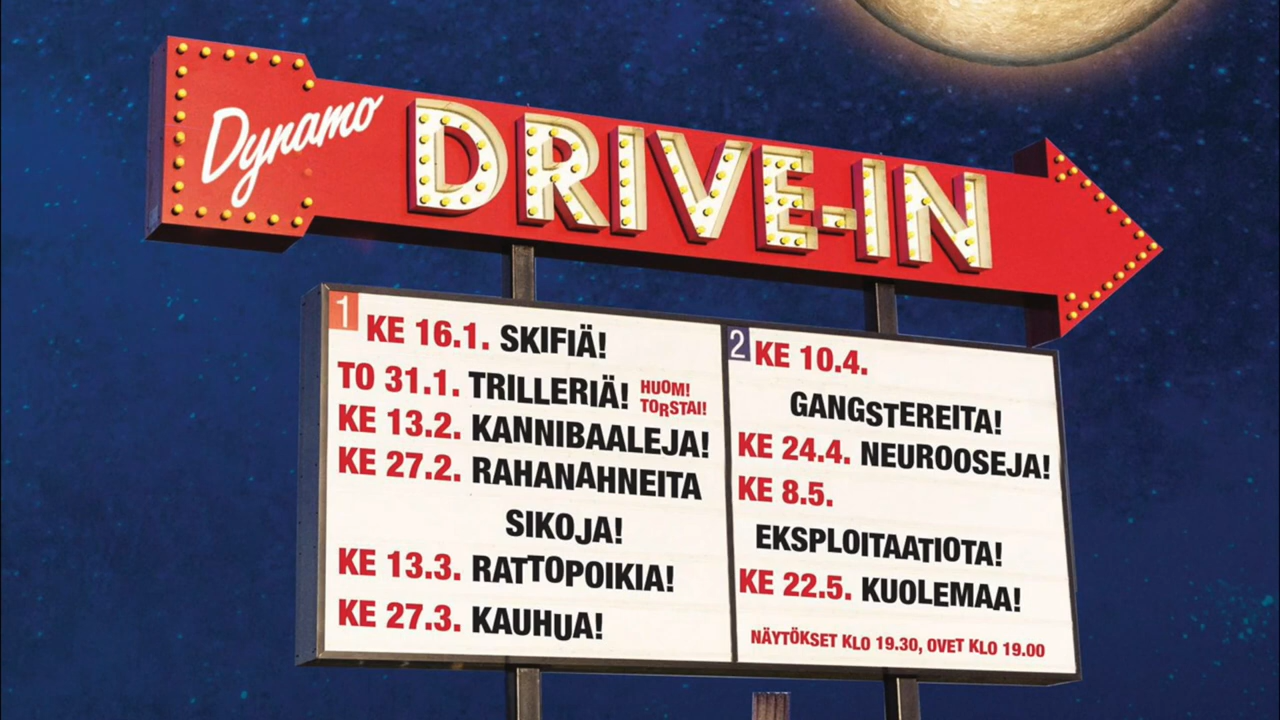 Dynamo
DRIVE-IN
1
KE 16.1. SKIFIÄ!
TO 31.1. TRILLERIÄ! HUOM!
TORSTAI!
KE 13.2. KANNIBAALEJA!
KE 27.2. RAHANAHNEITA
SIKOJA!
KE 13.3. RATTOPOIKIA!
KE 27.3. KAUHUA!
2
KE 10.4.
GANGSTEREITA!
KE 24.4. NEUROOSEJA!
KE 8.5.
EKSPLOITAATIOTA!
KE 22.5. KUOLEMAA!
NÄYTÖKSET KLO 19.30, OVET KLO 19.00